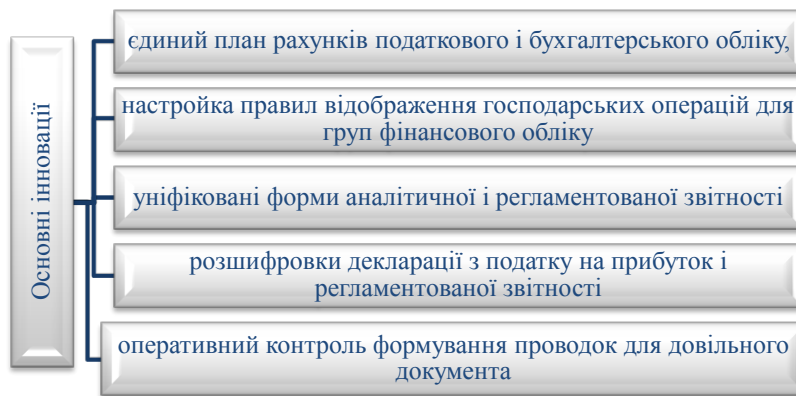 Основні інновації
єдиний план рахунків податкового і бухгалтерського обліку,
настройка правил відображення господарських операцій для
груп фінансового обліку
уніфіковані форми аналітичної і регламентованої звітності
розшифровки декларації з податку на прибуток і
регламентованої звітності
оперативний контроль формування проводок для довільного
документа